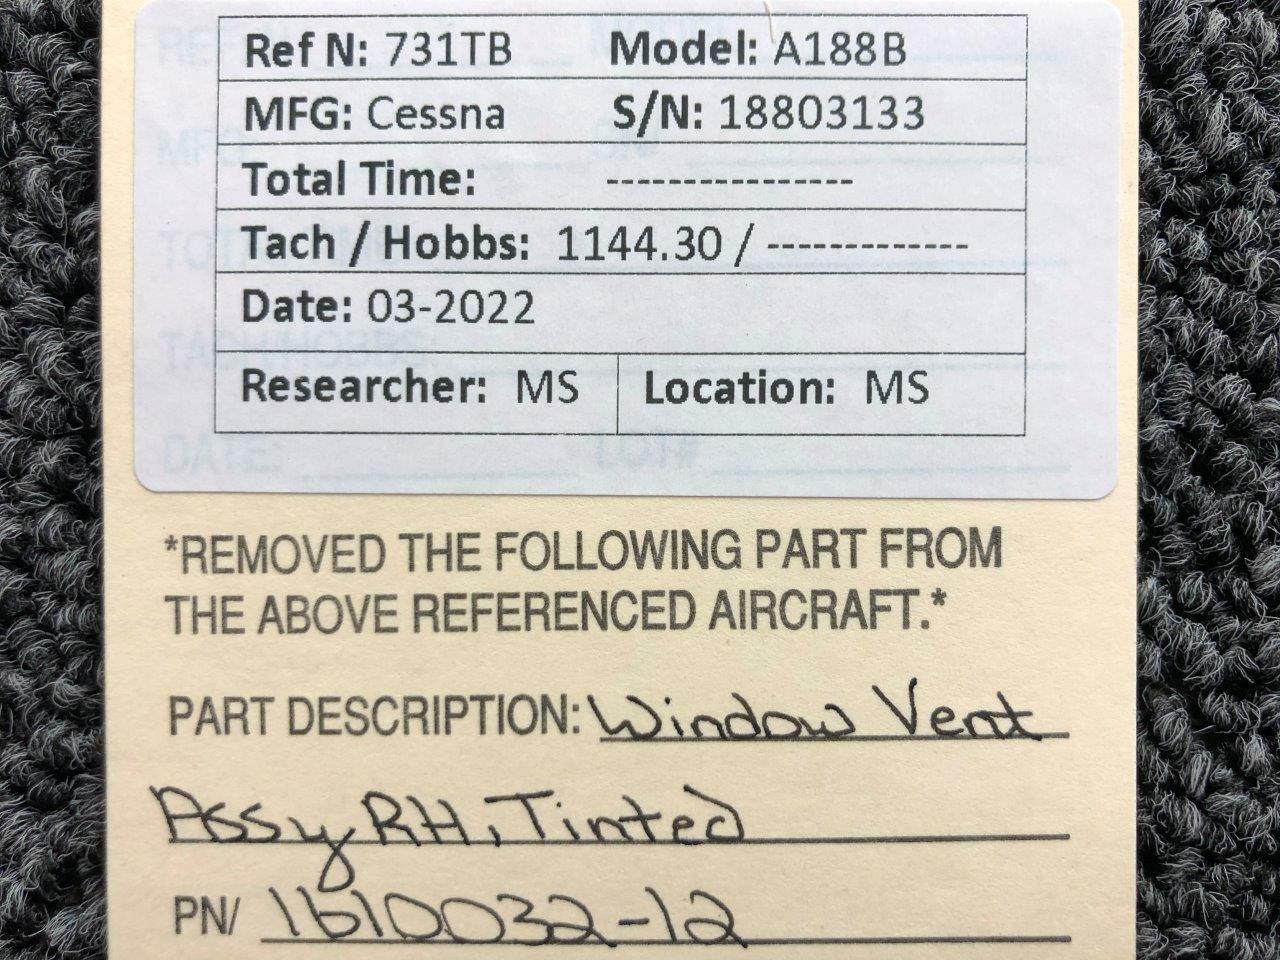 Ref N: 731TB Model: A188B
MFG: Cessna S/N: 18803133
Total Time: ----------------
Tach / Hobbs: 1144.30 / -------------
Date: 03-2022
Researcher: MS Location: MS
*REMOVED THE FOLLOWING PART FROM
THE ABOVE REFERENCED AIRCRAFT.*
PART DESCRIPTION: Window Vent
Assy RH, Tinted
PN/ 1610032-12